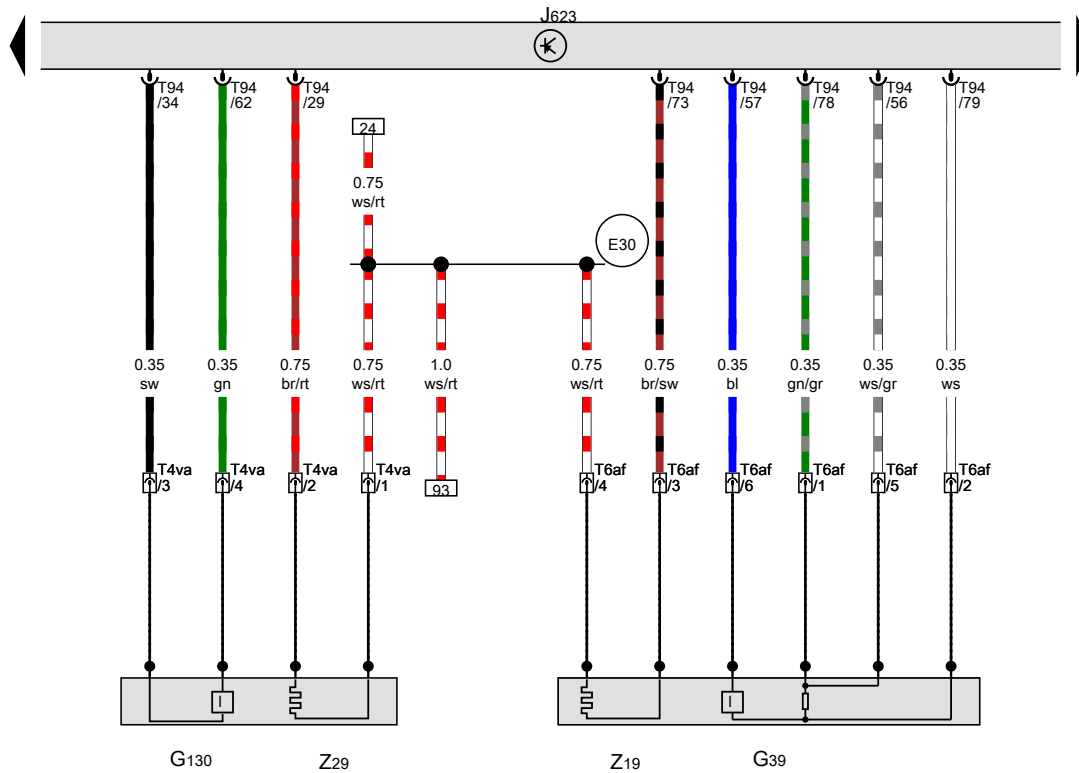 J623
T94 T94 T94 T94 T94 T94 T94 T94
/34 /62 /29 /73 /57 /78 /56 /79
24
0.75
ws/rt
E30
0.35 0.35 0.75 0.75 1.0 0.75 0.75 0.35 0.35 0.35 0.35
sw gn br/rt ws/rt ws/rt ws/rt br/sw bl gn/gr ws/gr ws
T4va T4va T4va T4va T6af T6af T6af T6af T6af T6af
/3 /4 /2 /1 93 /4 /3 /6 /1 /5 /2
I I
G130 Z29 Z19 G39